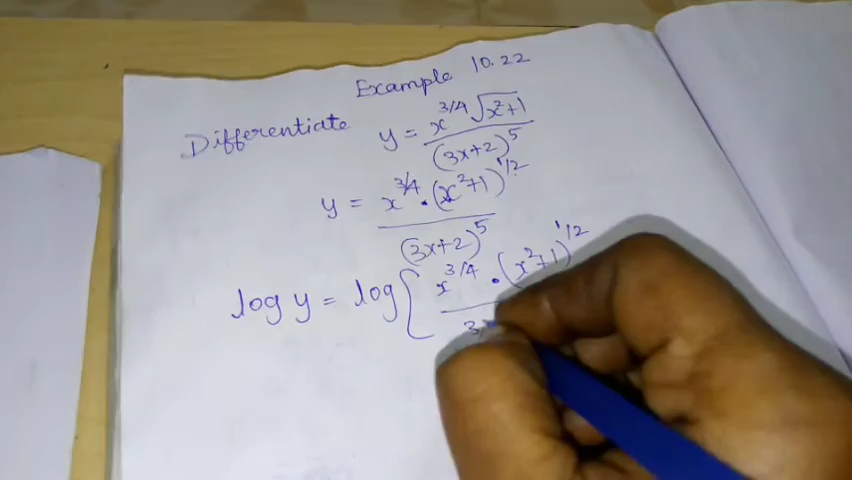 Example 10.22
Differentiate y = x^{3/4} √(x²+1) / (3x+2)^5
y = x^{3/4} · (x²+1)^{1/2} / (3x+2)^5
log y = log [ x^{3/4} · (x²+1)^{1/2} / 3